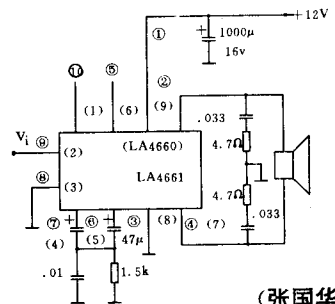 +12V
①
1000μ
16v
⑩
⑤
②
(1)
(6)
(9)
.033
Vi
⑨
(2)
(LA4660)
4.7Ω
⑧
(3)
LA4661
4.7Ω
⑦
+
⑥
+
③
(8)
④
(7)
.033
(4)
(5)
47μ
.01
1.5k
(张国华